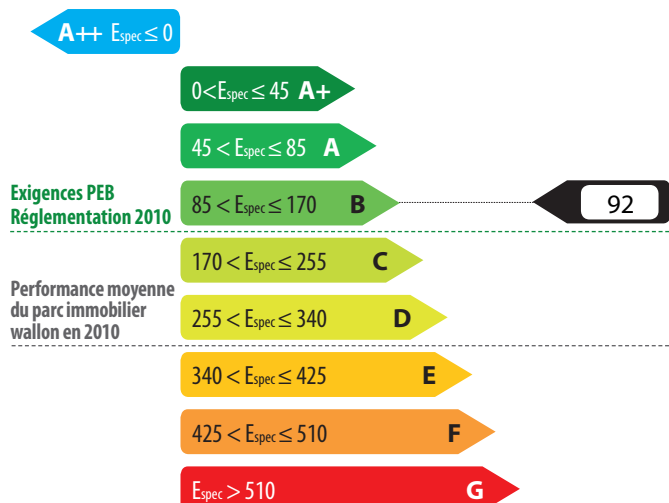 A++ Espec ≤ 0
0 < Espec ≤ 45 A+
45 < Espec ≤ 85 A
Exigences PEB
Réglementation 2010
85 < Espec ≤ 170 B
92
170 < Espec ≤ 255 C
Performance moyenne
du parc immobilier
wallon en 2010
255 < Espec ≤ 340 D
340 < Espec ≤ 425 E
425 < Espec ≤ 510 F
Espec > 510 G